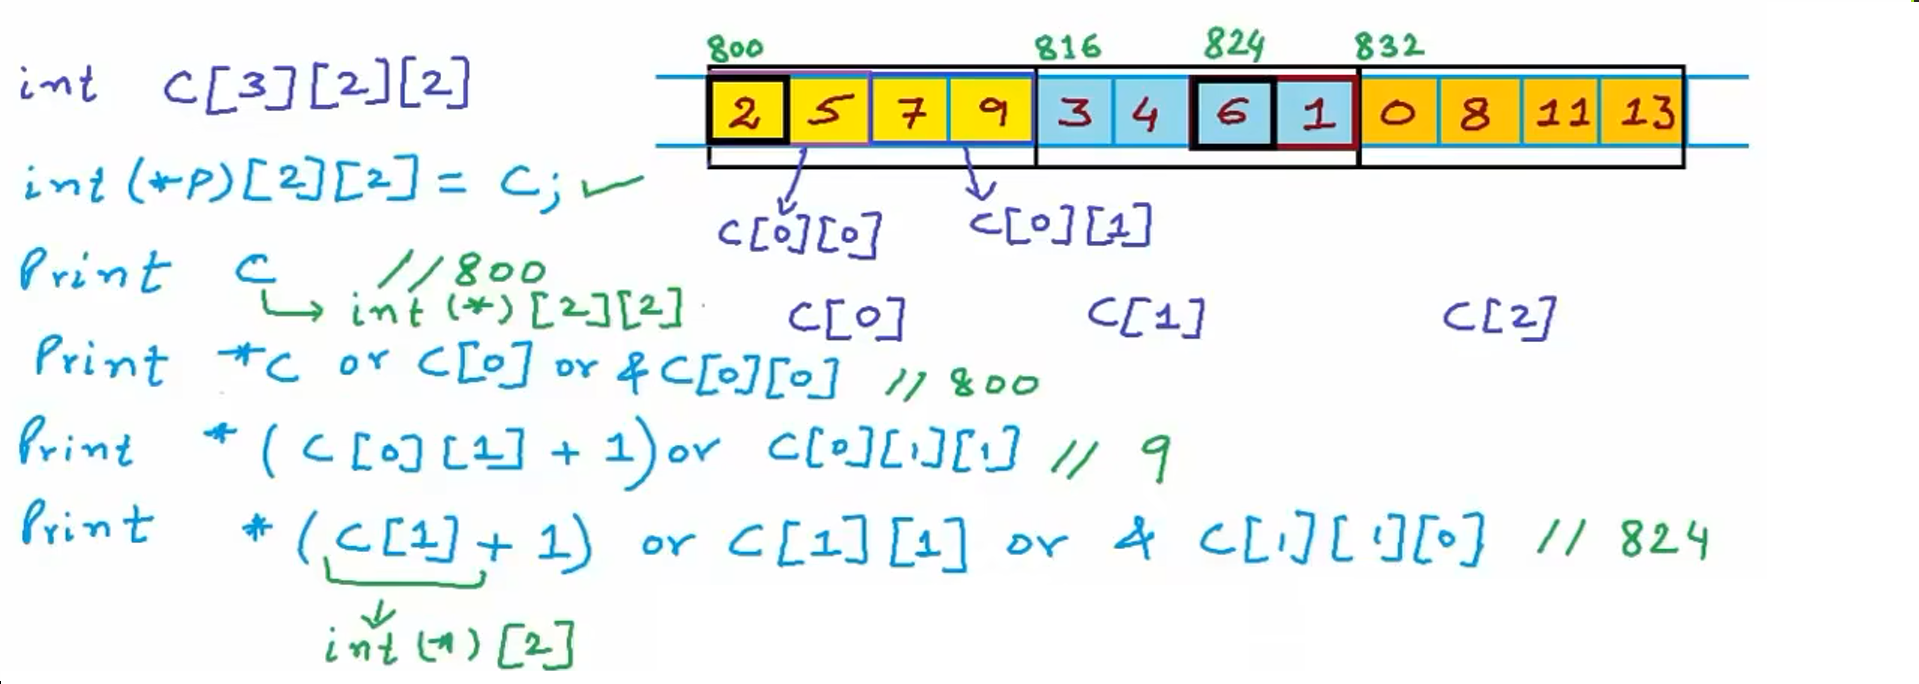 int C[3][2][2]
800 816 824 832
2 5 7 9 3 4 6 1 0 8 11 13
int (*P)[2][2] = C;
C[0][0] C[0][1]
Print C //800
int (*)[2][2]
C[0] C[1] C[2]
Print *C or C[0] or &C[0][0] // 800
Print *(C[0][1] + 1) or C[0][1][1] // 9
Print *(C[1] + 1) or C[1][1] or & C[1][1][0] // 824
int (*)[2]